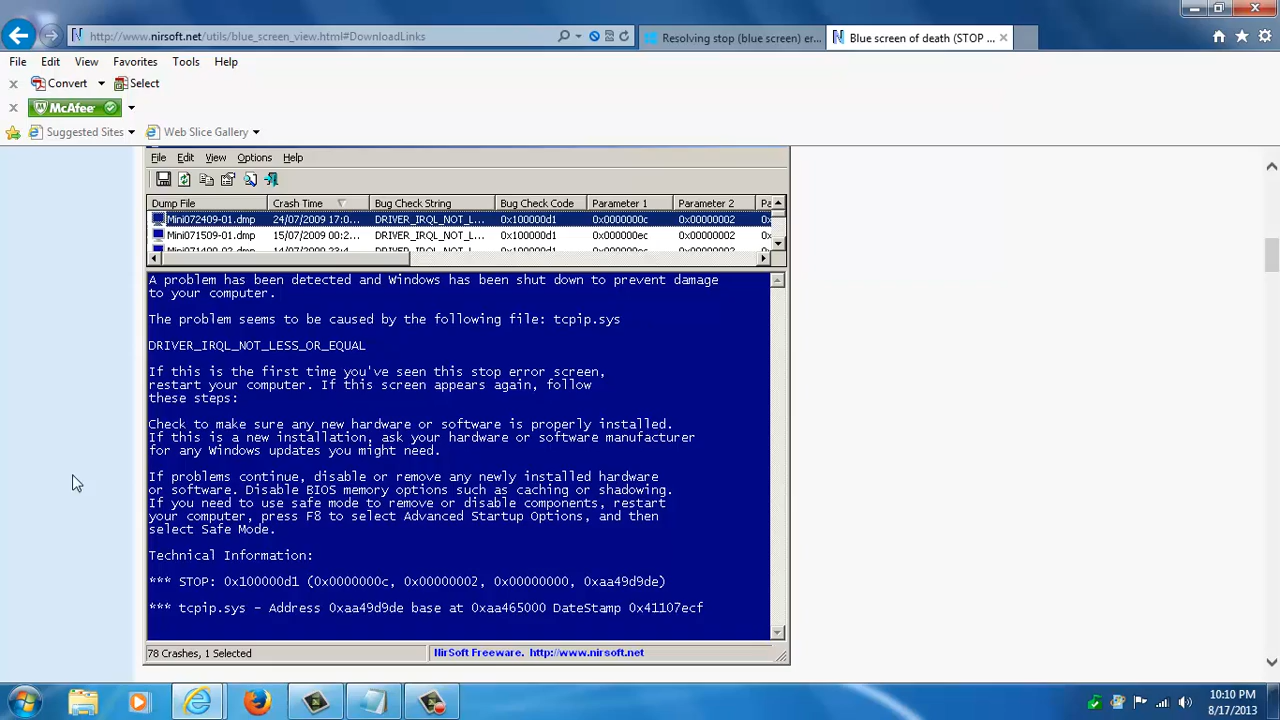 http://www.nirsoft.net/utils/blue_screen_view.html#DownloadLinks
Resolving stop (blue screen) er...
Blue screen of death (STOP ...
File Edit View Favorites Tools Help
Convert Select
McAfee
Suggested Sites Web Slice Gallery
File Edit View Options Help
Dump File Crash Time Bug Check String Bug Check Code Parameter 1 Parameter 2 Pa
Mini072409-01.dmp 24/07/2009 17:0... DRIVER_IRQL_NOT_L... 0x100000d1 0x0000000c 0x00000002 0x
Mini071509-01.dmp 15/07/2009 00:2... DRIVER_IRQL_NOT_L... 0x100000d1 0x000000ec 0x00000002 0x
A problem has been detected and Windows has been shut down to prevent damage
to your computer.
The problem seems to be caused by the following file: tcpip.sys
DRIVER_IRQL_NOT_LESS_OR_EQUAL
If this is the first time you've seen this stop error screen,
restart your computer. If this screen appears again, follow
these steps:
Check to make sure any new hardware or software is properly installed.
If this is a new installation, ask your hardware or software manufacturer
for any Windows updates you might need.
If problems continue, disable or remove any newly installed hardware
or software. Disable BIOS memory options such as caching or shadowing.
If you need to use safe mode to remove or disable components, restart
your computer, press F8 to select Advanced Startup Options, and then
select Safe Mode.
Technical Information:
*** STOP: 0x100000d1 (0x0000000c, 0x00000002, 0x00000000, 0xaa49d9de)
*** tcpip.sys - Address 0xaa49d9de base at 0xaa465000 DateStamp 0x41107ecf
78 Crashes, 1 Selected
NirSoft Freeware. http://www.nirsoft.net
10:10 PM
8/17/2013